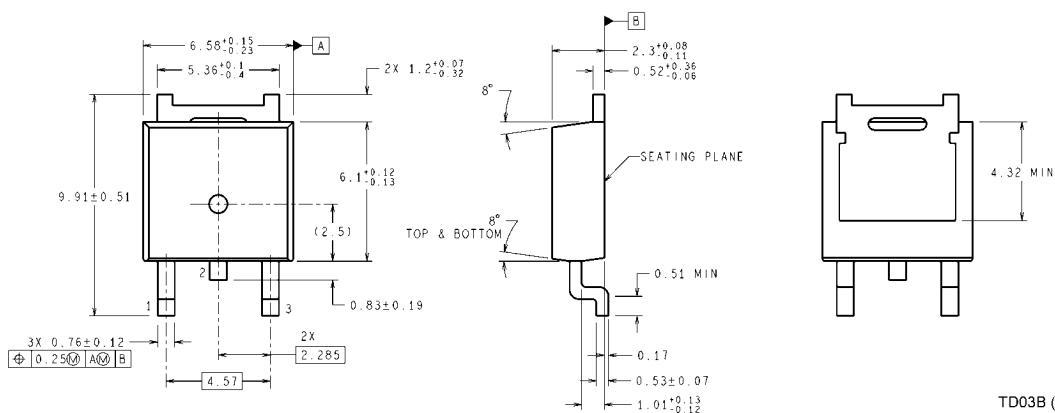 6.58+0.15-0.23
A
5.36+0.1-0.4
2X 1.2+0.07-0.32
9.91±0.51
6.1+0.12-0.13
(2.5)
2
1
3
0.83±0.19
3X 0.76±0.12
⌖ 0.25Ⓜ AⓂ B
2X
2.285
4.57
B
2.3+0.08-0.11
0.52+0.36-0.06
8°
SEATING PLANE
8°
TOP & BOTTOM
0.51 MIN
0.17
0.53±0.07
1.01+0.13-0.12
4.32 MIN
TD03B (